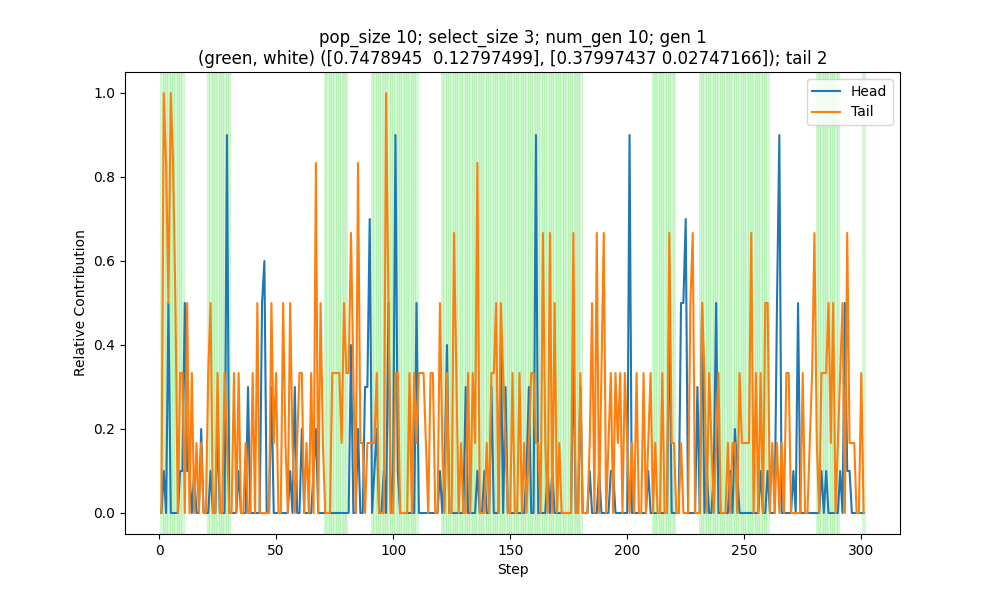 pop_size 10; select_size 3; num_gen 10; gen 1
(green, white) ([0.7478945  0.12797499], [0.37997437 0.02747166]); tail 2
Head
Tail
1.0
0.8
0.6
0.4
0.2
0.0
Relative Contribution
0
50
100
150
200
250
300
Step